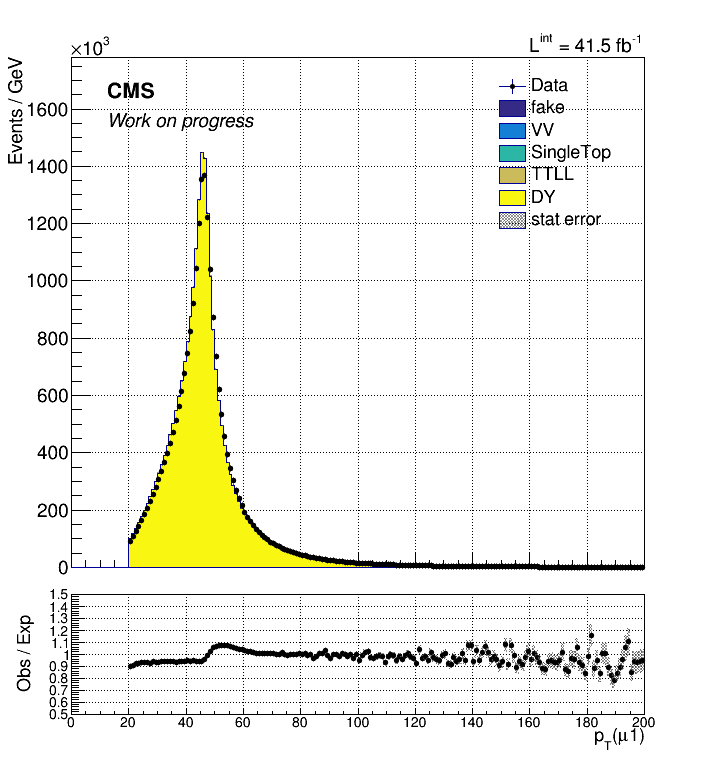 ×10³
L^int = 41.5 fb⁻¹
Events / GeV
CMS
Work on progress
Data
fake
VV
SingleTop
TTLL
DY
stat error
1600
1400
1200
1000
800
600
400
200
0
Obs / Exp
1.5
1.4
1.3
1.2
1.1
1
0.9
0.8
0.7
0.6
0.5
0 20 40 60 80 100 120 140 160 180 200
p_T(μ1)